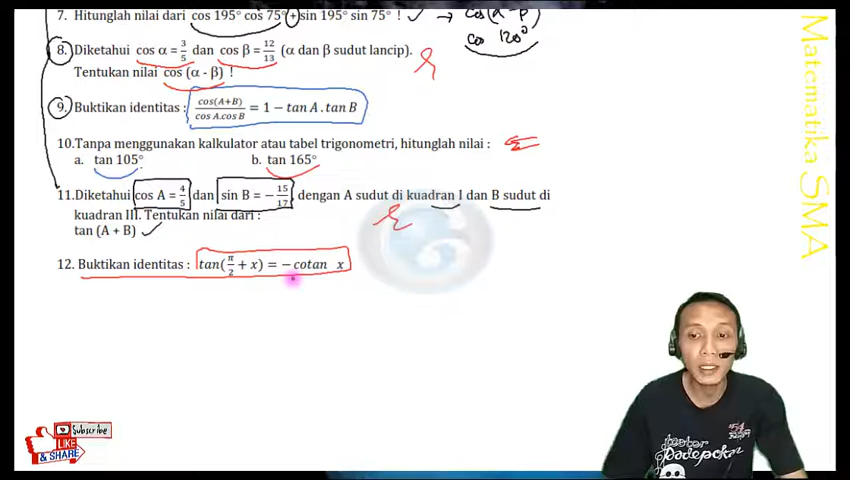 7. Hitunglah nilai dari cos 195° cos 75° + sin 195° sin 75° ! ✓ → cos(α - β)
cos 120°
8. Diketahui cos α = 3/5 dan cos β = 12/13 (α dan β sudut lancip).
Tentukan nilai cos (α - β) !
9. Buktikan identitas : cos(A+B)/cos A.cos B = 1 − tan A . tan B
10.Tanpa menggunakan kalkulator atau tabel trigonometri, hitunglah nilai :
a. tan 105° b. tan 165°
11.Diketahui cos A = 4/5 dan sin B = − 15/17 dengan A sudut di kuadran I dan B sudut di
kuadran III. Tentukan nilai dari :
tan (A + B) ✓
12. Buktikan identitas : tan(π/2 + x) = −cotan x
Matematika SMA
Subscribe
LIKE
& SHARE